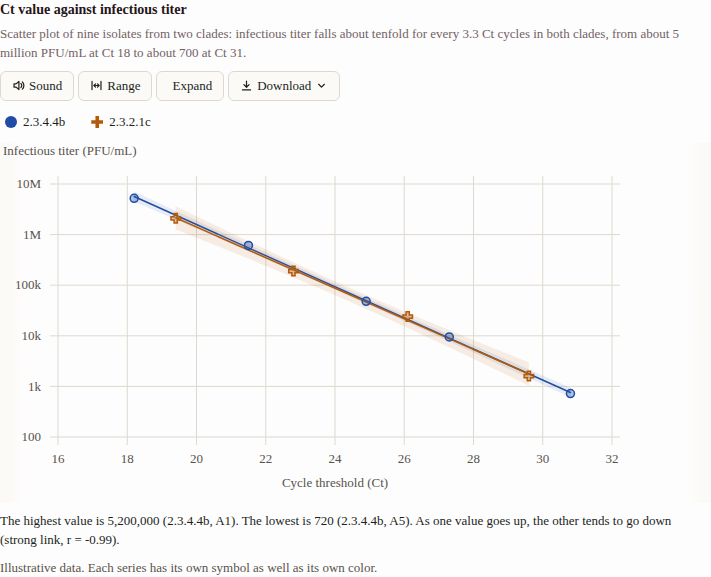 Ct value against infectious titer
Scatter plot of nine isolates from two clades: infectious titer falls about tenfold for every 3.3 Ct cycles in both clades, from about 5
million PFU/mL at Ct 18 to about 700 at Ct 31.
Sound Range Expand Download
2.3.4.4b 2.3.2.1c
Infectious titer (PFU/mL)
10M
1M
100k
10k
1k
100
16 18 20 22 24 26 28 30 32
Cycle threshold (Ct)
The highest value is 5,200,000 (2.3.4.4b, A1). The lowest is 720 (2.3.4.4b, A5). As one value goes up, the other tends to go down
(strong link, r = -0.99).
Illustrative data. Each series has its own symbol as well as its own color.